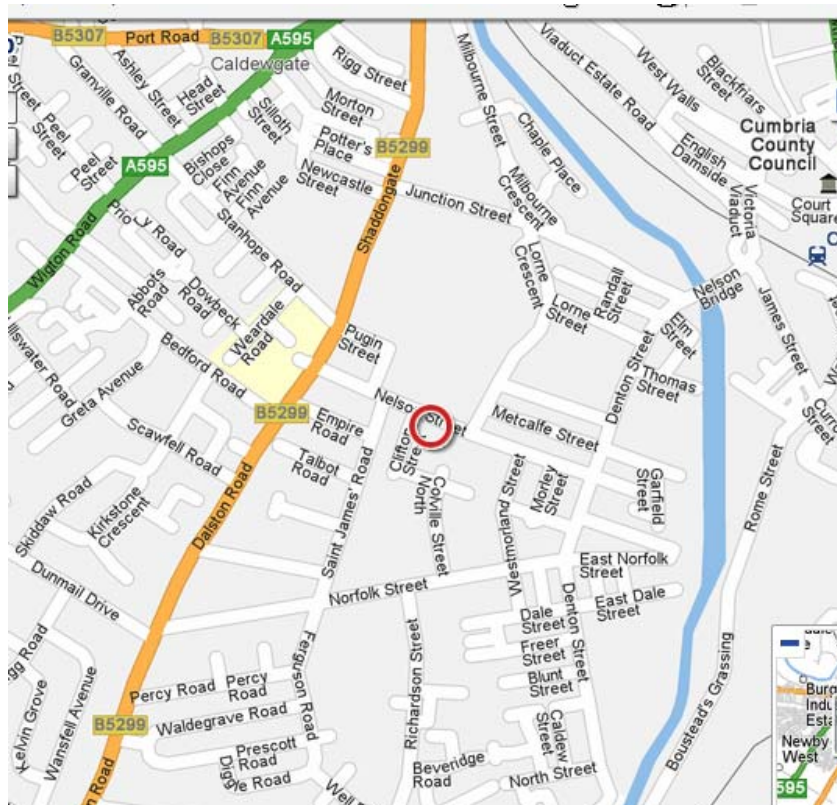 B5307
Port Road
B5307
A595
Caldewgate
Granville Road
Ashley Street
Head
Street
Rigg Street
Morton
Street
Silloth
Street
Potter's
Place
Newcastle
Street
B5299
Junction Street
Shaddongate
Milbourne Street
Chaple Place
Milbourne
Crescent
Viaduct Estate Road
West Walls
Blackfriars
Street
English
Damside
Cumbria
County
Council
Court
Square
Victoria
Viaduct
Peel Street
Peel
Street
Peel
Street
A595
Bishops
Close
Finn
Avenue
Finn
Avenue
Stanhope Road
Wigton Road
Abbots
Road
Dowbeck
Road
Weardale
Road
Pugin
Street
Bedford Road
Greta Avenue
Scawfell Road
B5299
Empire
Road
Talbot
Road
Nelson Street
Clifton
Street
Colville Street
North
Lorne
Crescent
Lorne
Street
Randall
Street
Nelson
Bridge
Elm
Street
Thomas
Street
James Street
Denton Street
Metcalfe Street
Morley
Street
Garfield
Street
Westmorland Street
Rome Street
Skiddaw Road
Kirkstone
Crescent
Dunmail Drive
Dalston Road
Saint James' Road
Norfolk Street
East Norfolk
Street
East Dale
Street
Dale
Street
Freer
Street
Blunt
Street
Denton Street
Caldew
Street
North Street
Beveridge
Road
Richardson Street
Ferguson Road
Percy Road
Percy
Road
Waldegrave Road
Prescott
Road
B5299
Kelvin Grove
Wansfell Avenue
Boustead's Grassing
Newby
West
595